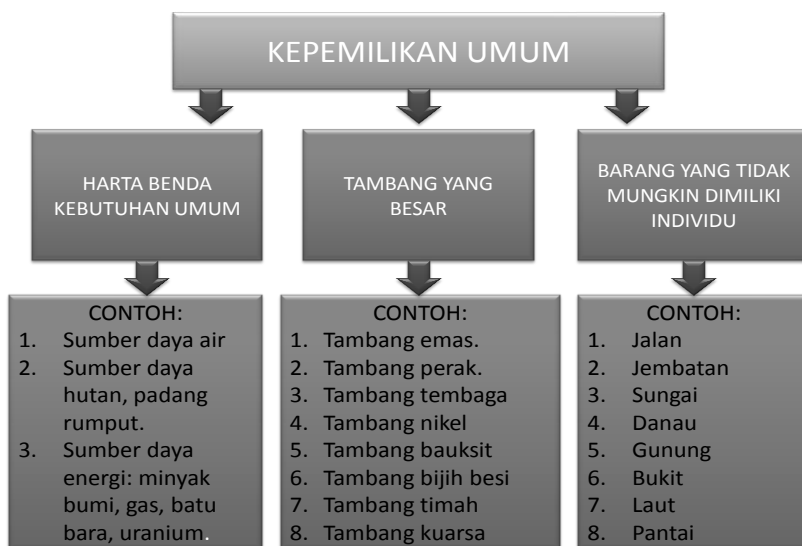 KEPEMILIKAN UMUM
HARTA BENDA
KEBUTUHAN UMUM
TAMBANG YANG
BESAR
BARANG YANG TIDAK
MUNGKIN DIMILIKI
INDIVIDU
CONTOH:
1. Sumber daya air
2. Sumber daya
hutan, padang
rumput.
3. Sumber daya
energi: minyak
bumi, gas, batu
bara, uranium.
CONTOH:
1. Tambang emas.
2. Tambang perak.
3. Tambang tembaga
4. Tambang nikel
5. Tambang bauksit
6. Tambang bijih besi
7. Tambang timah
8. Tambang kuarsa
CONTOH:
1. Jalan
2. Jembatan
3. Sungai
4. Danau
5. Gunung
6. Bukit
7. Laut
8. Pantai